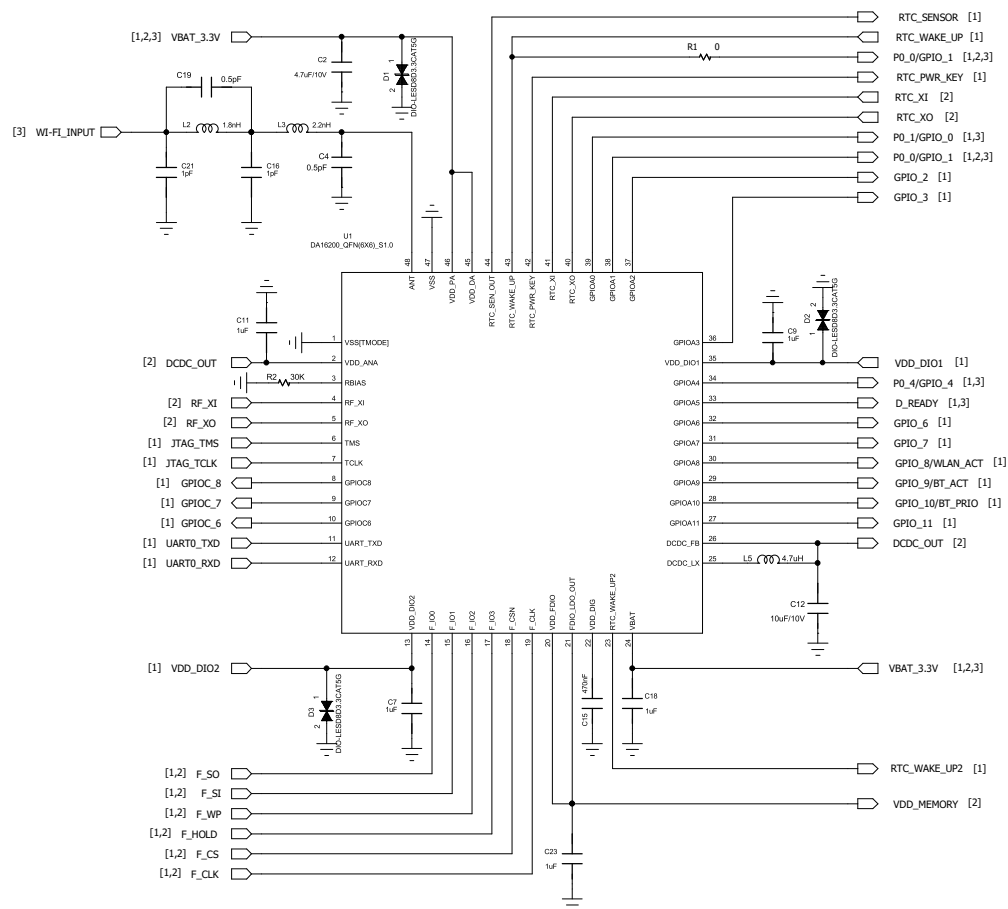 RTC_SENSOR [1]
[1,2,3] VBAT_3.3V
RTC_WAKE_UP [1]
R1 0
P0_0/GPIO_1 [1,2,3]
C2
4.7uF/10V
D1
1
2
DIO-LESD8D3.3CAT5G
RTC_PWR_KEY [1]
C19
0.5pF
RTC_XI [2]
RTC_XO [2]
[3] WI-FI_INPUT
L2 1.8nH
L3 2.2nH
P0_1/GPIO_0 [1,3]
P0_0/GPIO_1 [1,2,3]
C4
0.5pF
C21
1pF
C16
1pF
GPIO_2 [1]
GPIO_3 [1]
U1
DA16200_QFN(6X6)_S1.0
48 ANT
47 VSS
46 VDD_PA
45 VDD_DA
44 RTC_SEN_OUT
43 RTC_WAKE_UP
42 RTC_PWR_KEY
41 RTC_XI
40 RTC_XO
39 GPIOA0
38 GPIOA1
37 GPIOA2
C11
1uF
C9
1uF
D2
2
1
DIO-LESD8D3.3CAT5G
1 VSS[TMODE]
GPIOA3 36
[2] DCDC_OUT
2 VDD_ANA
VDD_DIO1 35
VDD_DIO1 [1]
R2 30K
3 RBIAS
GPIOA4 34
P0_4/GPIO_4 [1,3]
[2] RF_XI
4 RF_XI
GPIOA5 33
D_READY [1,3]
[2] RF_XO
5 RF_XO
GPIOA6 32
GPIO_6 [1]
[1] JTAG_TMS
6 TMS
GPIOA7 31
GPIO_7 [1]
[1] JTAG_TCLK
7 TCLK
GPIOA8 30
GPIO_8/WLAN_ACT [1]
[1] GPIOC_8
8 GPIOC8
GPIOA9 29
GPIO_9/BT_ACT [1]
[1] GPIOC_7
9 GPIOC7
GPIOA10 28
GPIO_10/BT_PRIO [1]
[1] GPIOC_6
10 GPIOC6
GPIOA11 27
GPIO_11 [1]
[1] UART0_TXD
11 UART_TXD
DCDC_FB 26
DCDC_OUT [2]
[1] UART0_RXD
12 UART_RXD
DCDC_LX 25
L5 4.7uH
C12
10uF/10V
13 VDD_DIO2
14 F_IO0
15 F_IO1
16 F_IO2
17 F_IO3
18 F_CSN
19 F_CLK
20 VDD_FDIO
21 FDIO_LDO_OUT
22 VDD_DIG
23 RTC_WAKE_UP2
24 VBAT
[1] VDD_DIO2
VBAT_3.3V [1,2,3]
D3
1
2
DIO-LESD8D3.3CAT5G
C7
1uF
470nF
C15
C18
1uF
[1,2] F_SO
RTC_WAKE_UP2 [1]
[1,2] F_SI
VDD_MEMORY [2]
[1,2] F_WP
[1,2] F_HOLD
[1,2] F_CS
C23
1uF
[1,2] F_CLK